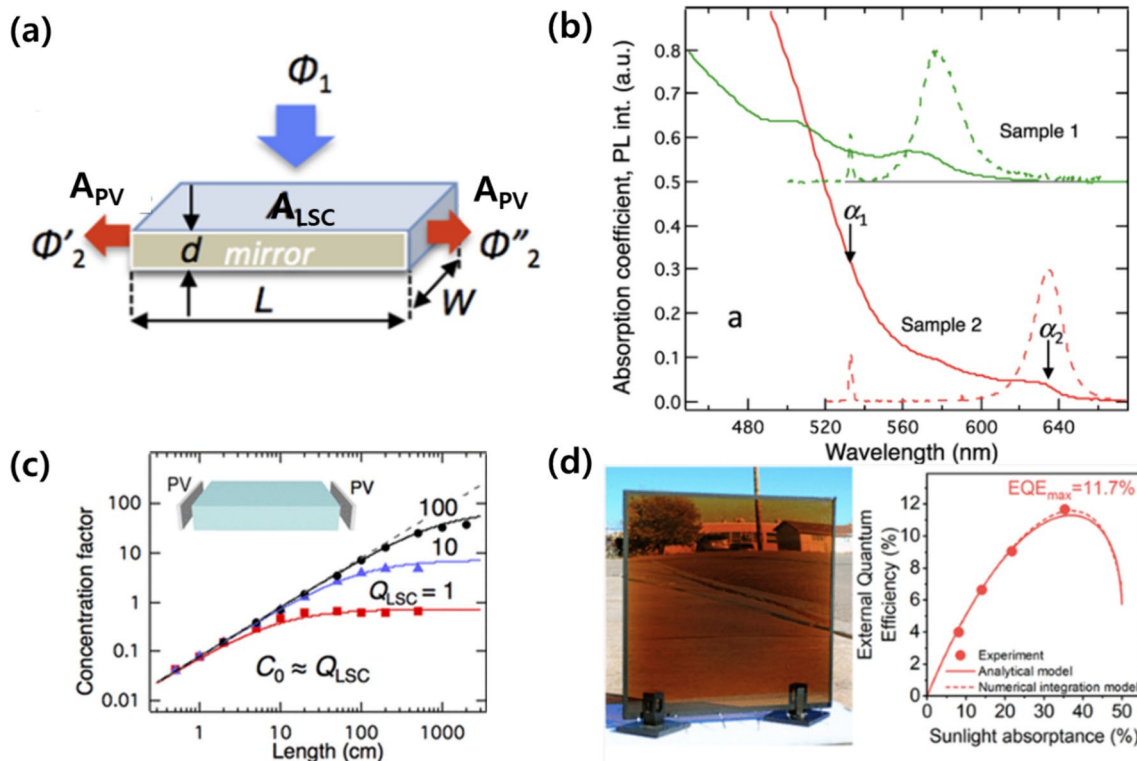 (a)
Φ1
APV
ALSC
APV
Φ′2
d
mirror
Φ″2
L
W
(b)
Absorption coefficient, PL int. (a.u.)
0.8
0.7
0.6
0.5
0.4
0.3
0.2
0.1
0.0
Sample 1
α1
a
Sample 2
α2
480 520 560 600 640
Wavelength (nm)
(c)
Concentration factor
100
10
1
0.1
0.01
PV
PV
100
10
QLSC = 1
C0 ≈ QLSC
1 10 100 1000
Length (cm)
(d)
External Quantum
Efficiency (%)
14
12
10
8
6
4
2
0
EQEmax=11.7%
Experiment
Analytical model
Numerical integration model
0 10 20 30 40 50
Sunlight absorptance (%)